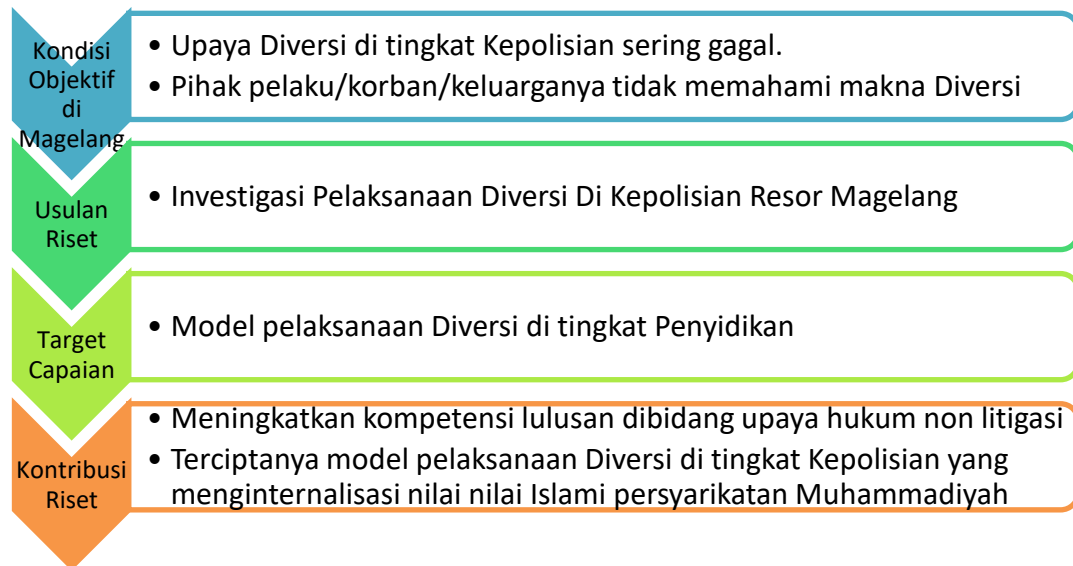 Kondisi
Objektif
di
Magelang
• Upaya Diversi di tingkat Kepolisian sering gagal.
• Pihak pelaku/korban/keluarganya tidak memahami makna Diversi
Usulan
Riset
• Investigasi Pelaksanaan Diversi Di Kepolisian Resor Magelang
Target
Capaian
• Model pelaksanaan Diversi di tingkat Penyidikan
Kontribusi
Riset
• Meningkatkan kompetensi lulusan dibidang upaya hukum non litigasi
• Terciptanya model pelaksanaan Diversi di tingkat Kepolisian yang
menginternalisasi nilai nilai Islami persyarikatan Muhammadiyah